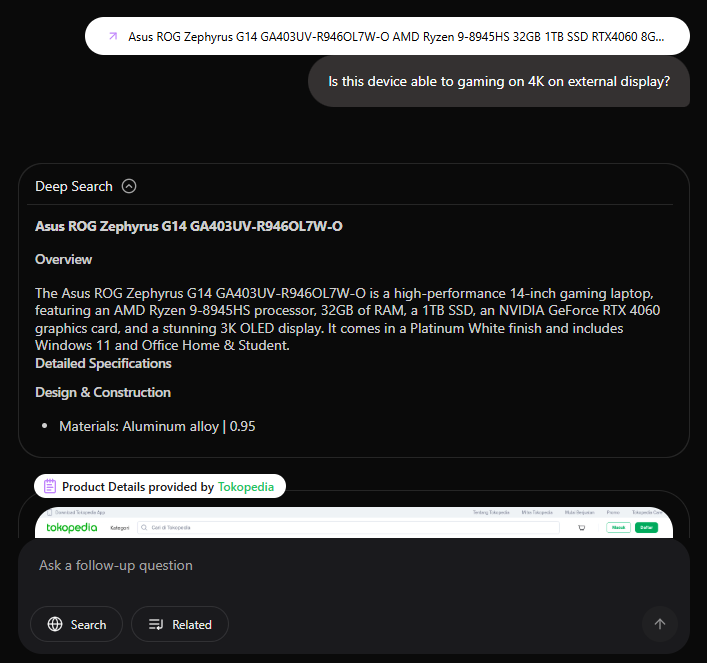 Asus ROG Zephyrus G14 GA403UV-R946OL7W-O AMD Ryzen 9-8945HS 32GB 1TB SSD RTX4060 8G...
Is this device able to gaming on 4K on external display?
Deep Search
Asus ROG Zephyrus G14 GA403UV-R946OL7W-O
Overview
The Asus ROG Zephyrus G14 GA403UV-R946OL7W-O is a high-performance 14-inch gaming laptop,
featuring an AMD Ryzen 9-8945HS processor, 32GB of RAM, a 1TB SSD, an NVIDIA GeForce RTX 4060
graphics card, and a stunning 3K OLED display. It comes in a Platinum White finish and includes
Windows 11 and Office Home & Student.
Detailed Specifications
Design & Construction
• Materials: Aluminum alloy | 0.95
Product Details provided by Tokopedia
Download Tokopedia App Tentang Tokopedia Mitra Tokopedia Mulai Berjualan Promo Tokopedia Care
tokopedia Kategori Cari di Tokopedia Masuk Daftar
Ask a follow-up question
Search Related